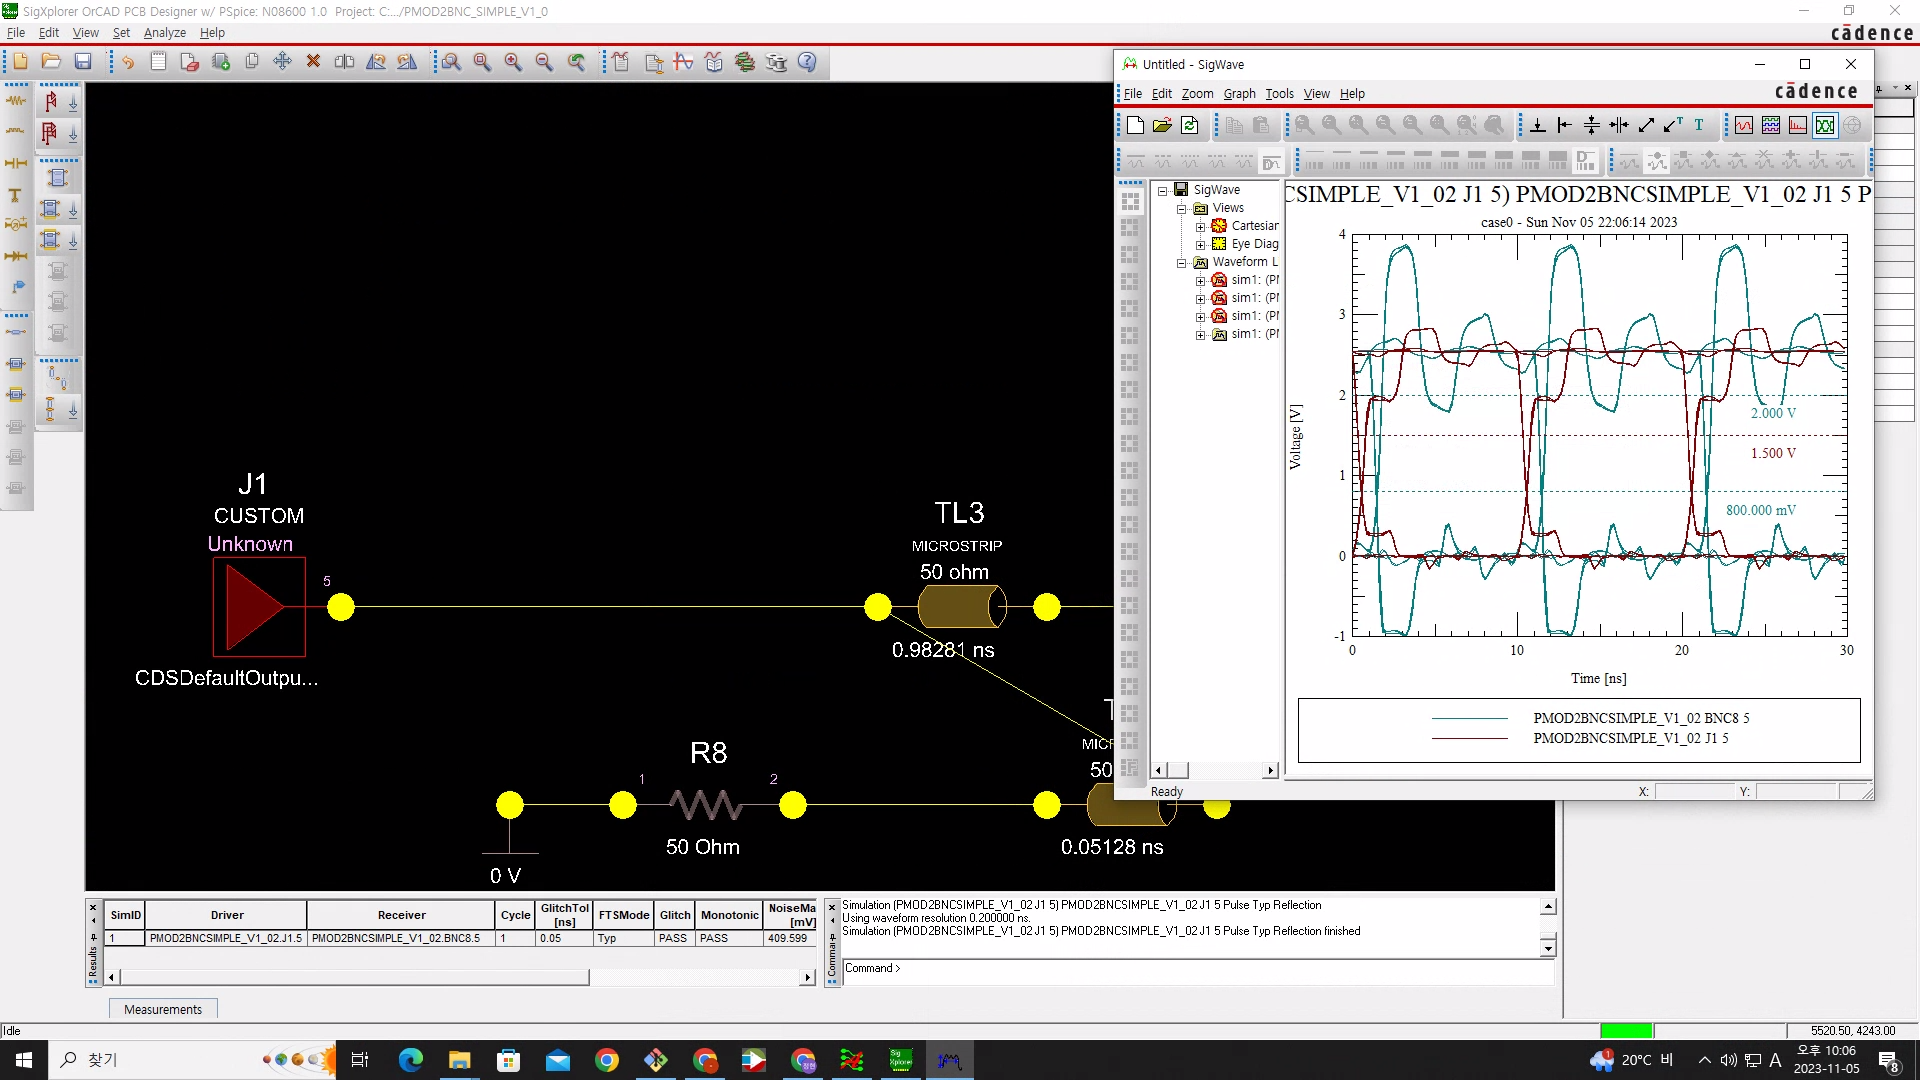 SigXplorer OrCAD PCB Designer w/ PSpice: N08600 1.0 Project: C:.../PMOD2BNC_SIMPLE_V1_0
File Edit View Set Analyze Help
cādence
Untitled - SigWave
File Edit Zoom Graph Tools View Help
cādence
SigWave
Views
Cartesian
Eye Diag
Waveform L
sim1: (PI
sim1: (PI
sim1: (PI
sim1: (PI
CSIMPLE_V1_02 J1 5) PMOD2BNCSIMPLE_V1_02 J1 5 P
case0 - Sun Nov 05 22:06:14 2023
4
3
2
1
0
-1
Voltage [V]
2.000 V
1.500 V
800.000 mV
0 10 20 30
Time [ns]
PMOD2BNCSIMPLE_V1_02 BNC8 5
PMOD2BNCSIMPLE_V1_02 J1 5
Ready X: Y:
J1
CUSTOM
Unknown
5
CDSDefaultOutpu...
TL3
MICROSTRIP
50 ohm
0.98281 ns
T
MICR
50
0.05128 ns
R8
1 2
50 Ohm
0 V
SimID Driver Receiver Cycle GlitchTol [ns] FTSMode Glitch Monotonic NoiseMa [mV]
1 PMOD2BNCSIMPLE_V1_02.J1.5 PMOD2BNCSIMPLE_V1_02.BNC8.5 1 0.05 Typ PASS PASS 409.599
Results
Measurements
Comman
Simulation (PMOD2BNCSIMPLE_V1_02 J1 5) PMOD2BNCSIMPLE_V1_02 J1 5 Pulse Typ Reflection
Using waveform resolution 0.200000 ns.
Simulation (PMOD2BNCSIMPLE_V1_02 J1 5) PMOD2BNCSIMPLE_V1_02 J1 5 Pulse Typ Reflection finished
Command >
Idle
5520.50, 4243.00
찾기
Sig
Xplorer
1
20°C 비
A
오후 10:06
2023-11-05
8